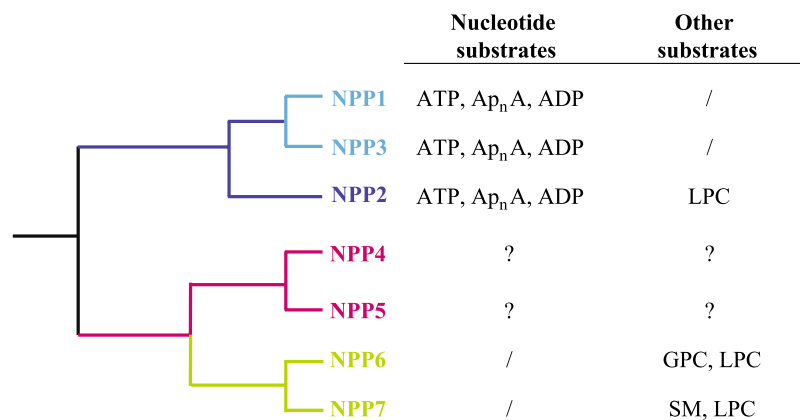 Nucleotide substrates Other substrates
NPP1 ATP, ApnA, ADP /
NPP3 ATP, ApnA, ADP /
NPP2 ATP, ApnA, ADP LPC
NPP4 ? ?
NPP5 ? ?
NPP6 / GPC, LPC
NPP7 / SM, LPC